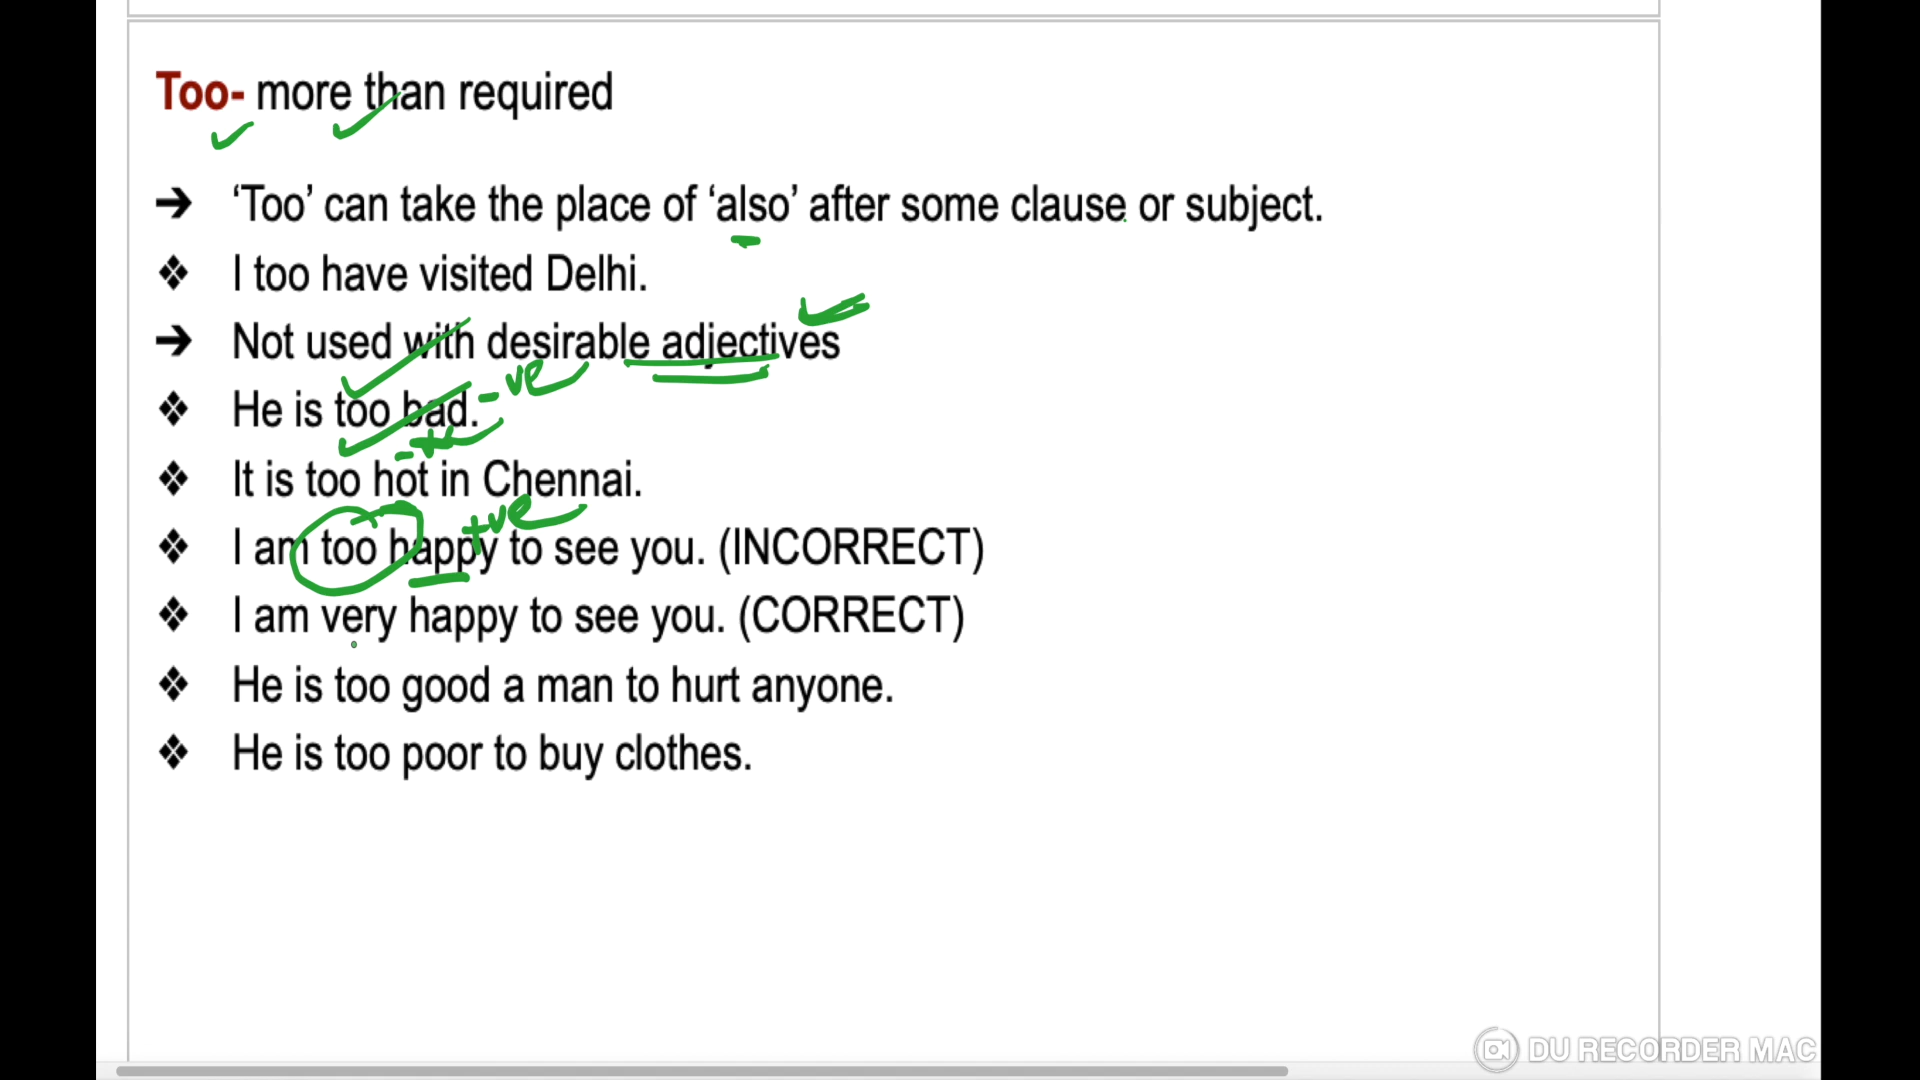 Too- more than required
➔ ‘Too’ can take the place of ‘also’ after some clause or subject.
❖ I too have visited Delhi.
➔ Not used with desirable adjectives
❖ He is too bad. -ve
❖ It is too hot in Chennai.
❖ I am too happy to see you. (INCORRECT)
+ve
❖ I am very happy to see you. (CORRECT)
❖ He is too good a man to hurt anyone.
❖ He is too poor to buy clothes.
DU RECORDER MAC